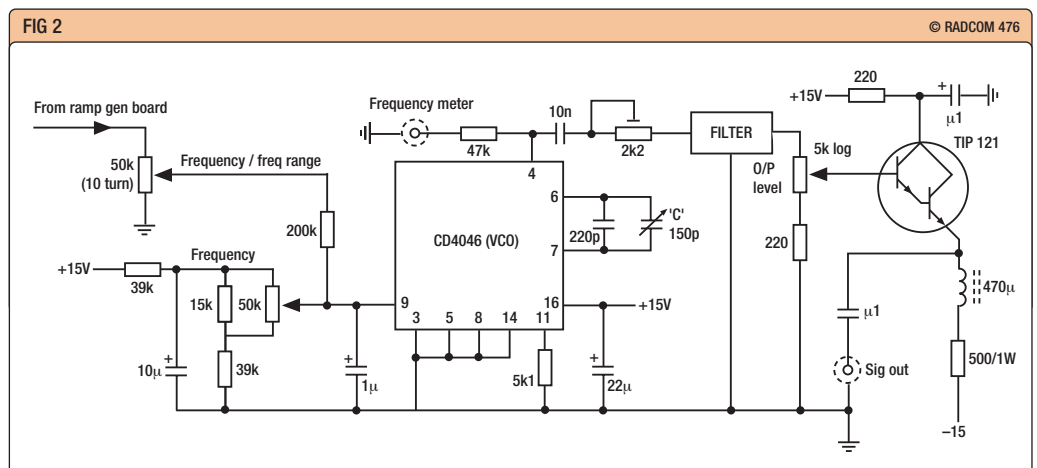 FIG 2
© RADCOM 476
From ramp gen board
50k
(10 turn)
Frequency / freq range
200k
Frequency
+15V
39k
15k
50k
10µ
+
39k
+
1µ
Frequency meter
47k
10n
2k2
4
CD4046 (VCO)
6
7
9
16
3
5
8
14
11
220p
'C'
150p
+15V
5k1
+
22µ
FILTER
O/P
level
5k log
220
+15V
220
+
µ1
TIP 121
470µ
µ1
Sig out
500/1W
–15